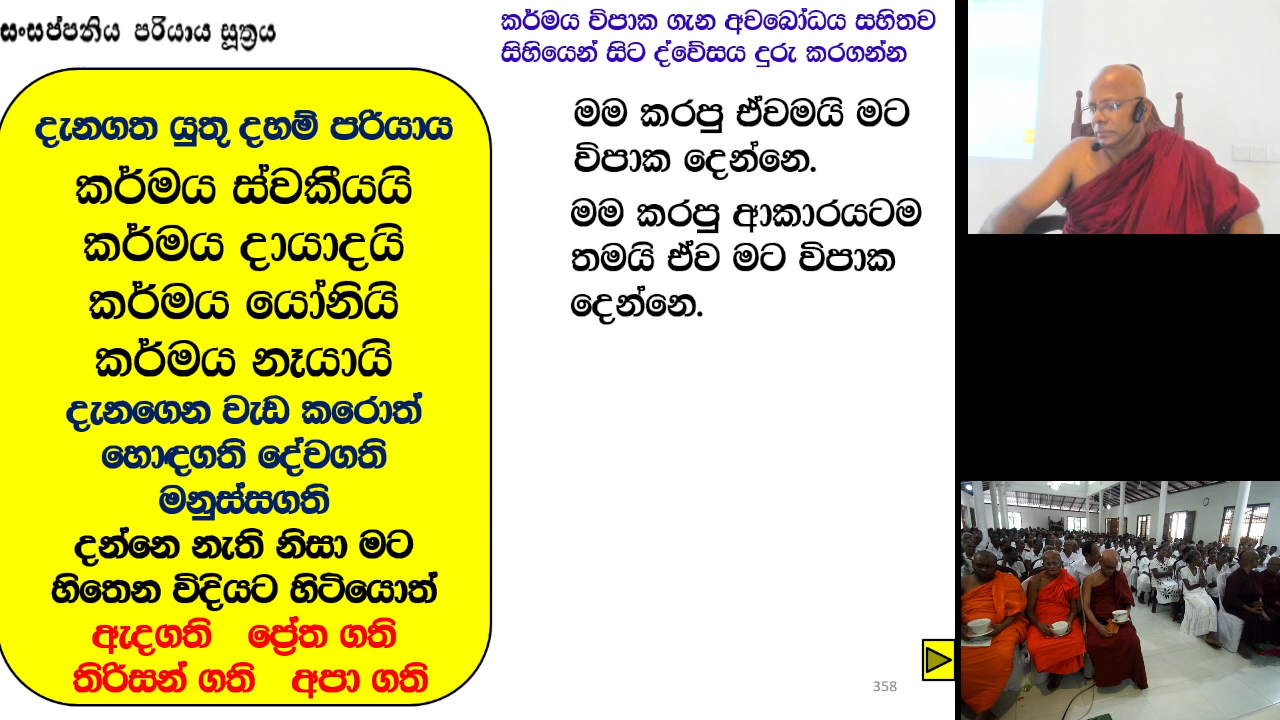 සංසප්පනිය පරියාය සූත්‍රය
කර්මය විපාක ගැන අවබෝධය සහිතව
සිහියෙන් සිට ද්වේසය දුරු කරගන්න
දැනගත යුතු දහම් පරියාය
කර්මය ස්වකීයයි
කර්මය දායාදයි
කර්මය යෝනියි
කර්මය නෑයායි
දැනගෙන වැඩ කරොත්
හොඳගති දේවගති
මනුස්සගති
දන්නෙ නැති නිසා මට
හිතෙන විදියට හිටියොත්
ඇදගති ප්‍රේත ගති
තිරිසන් ගති අපා ගති
මම කරපු ඒවමයි මට
විපාක දෙන්නෙ.
මම කරපු ආකාරයටම
තමයි ඒව මට විපාක
දෙන්නෙ.
358